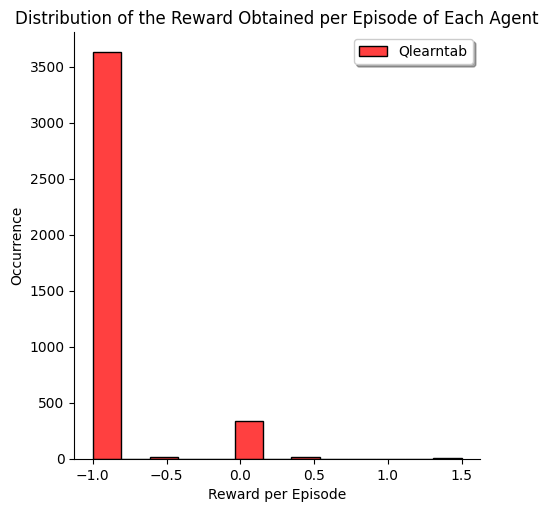 Distribution of the Reward Obtained per Episode of Each Agent
Qlearntab
3500
3000
2500
2000
1500
1000
500
0
Occurrence
−1.0 −0.5 0.0 0.5 1.0 1.5
Reward per Episode